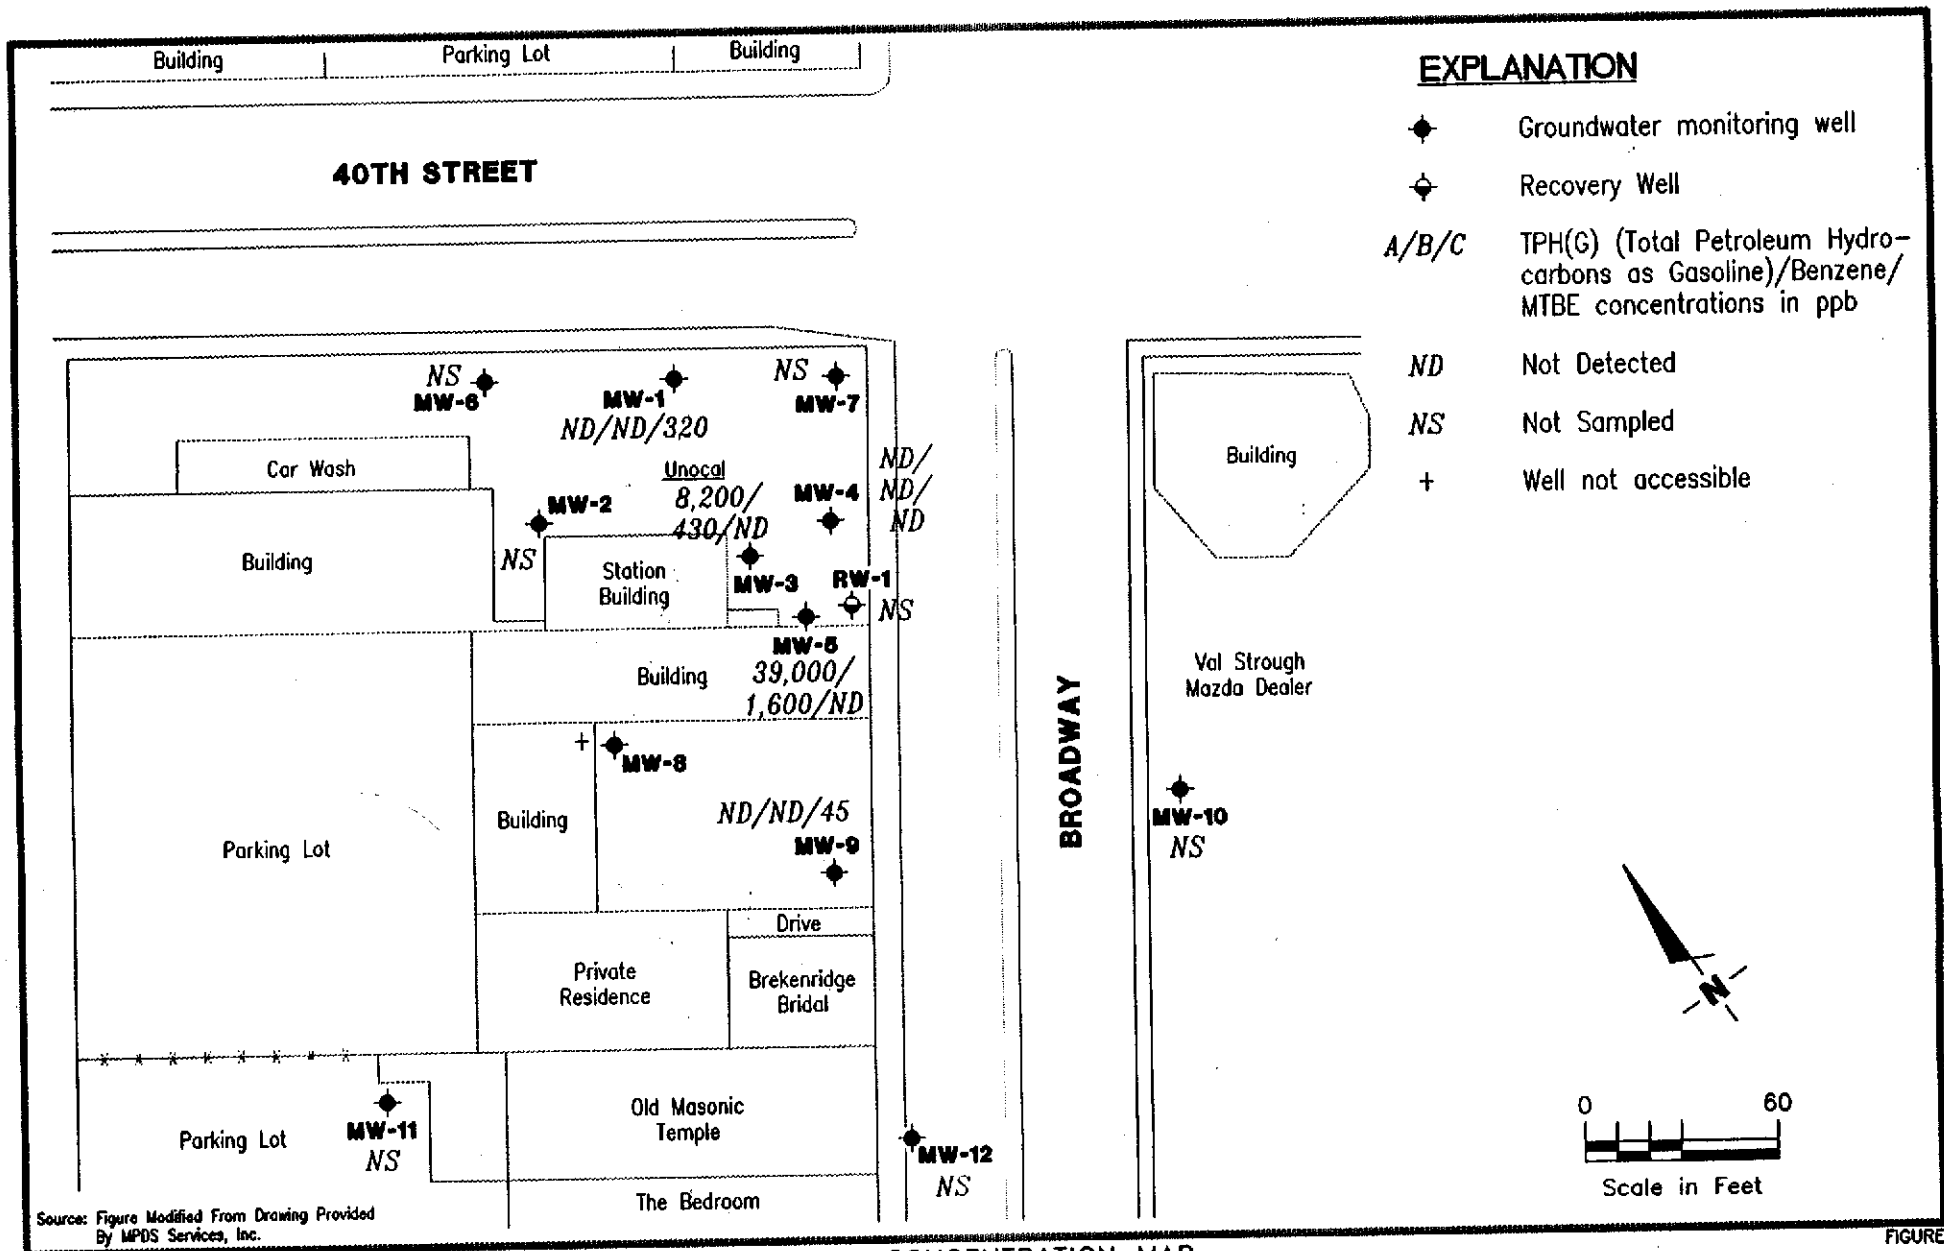 Building
Parking Lot
Building
40TH STREET
EXPLANATION
Groundwater monitoring well
Recovery Well
A/B/C
TPH(G) (Total Petroleum Hydro-
carbons as Gasoline)/Benzene/
MTBE concentrations in ppb
ND
Not Detected
NS
Not Sampled
+
Well not accessible
NS
MW-6
MW-1
ND/ND/320
NS
MW-7
Car Wash
Building
MW-2
NS
Unocal
8,200/
430/ND
MW-4
ND/
ND/
ND
Station
Building
MW-3
RW-1
NS
MW-5
39,000/
1,600/ND
Building
Building
Val Strough
Mazda Dealer
BROADWAY
+
MW-8
Building
ND/ND/45
MW-9
MW-10
NS
Parking Lot
Drive
Private
Residence
Brekenridge
Bridal
N
Parking Lot
MW-11
NS
Old Masonic
Temple
MW-12
NS
The Bedroom
0
60
Scale in Feet
Source: Figure Modified From Drawing Provided
By MPDS Services, Inc.
CONCENTRATION MAP
FIGURE